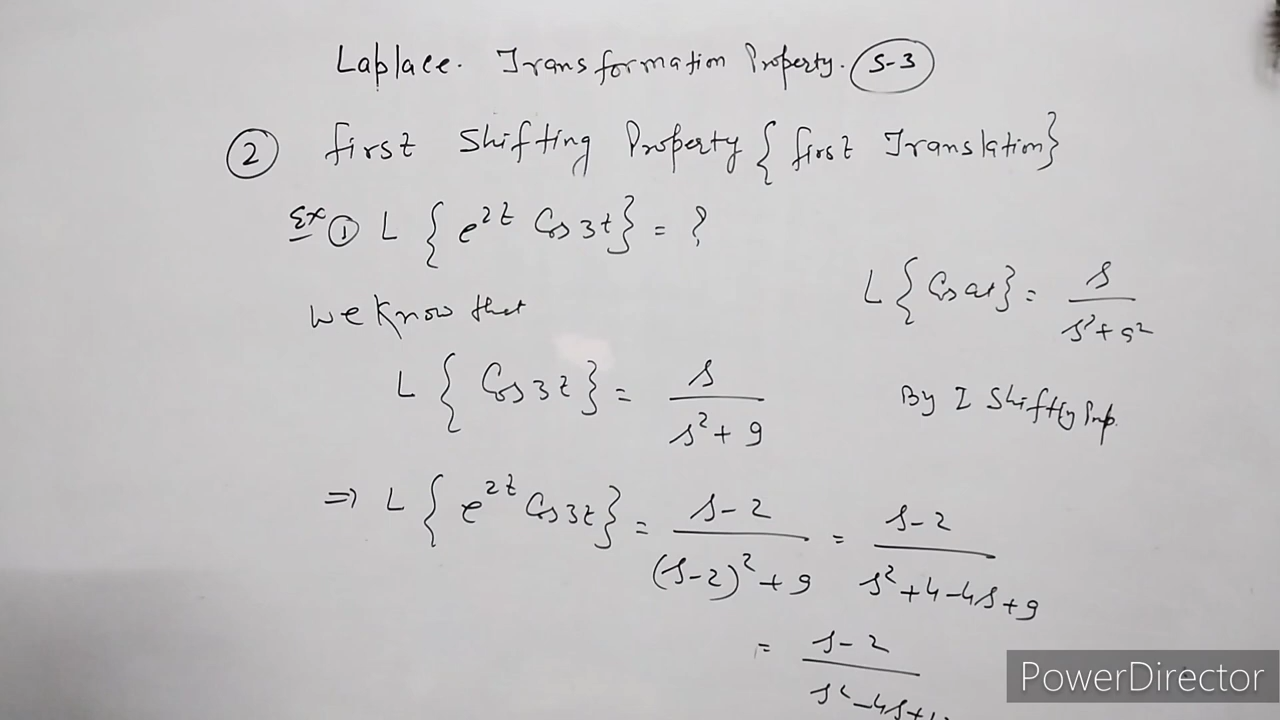 Laplace. Transformation Property. S-3
② first Shifting Property { first Translation}
Ex ① L { e^{2t} Cos 3t} = ?
L { Cos at} = s / (s² + a²)
We Know that
L { Cos 3t } = s / (s² + 9)
By I Shifting Prop.
=> L { e^{2t} Cos 3t} = (s-2) / ((s-2)² + 9) = (s-2) / (s² + 4 - 4s + 9)
= (s-2) / (s² - 4s +
PowerDirector